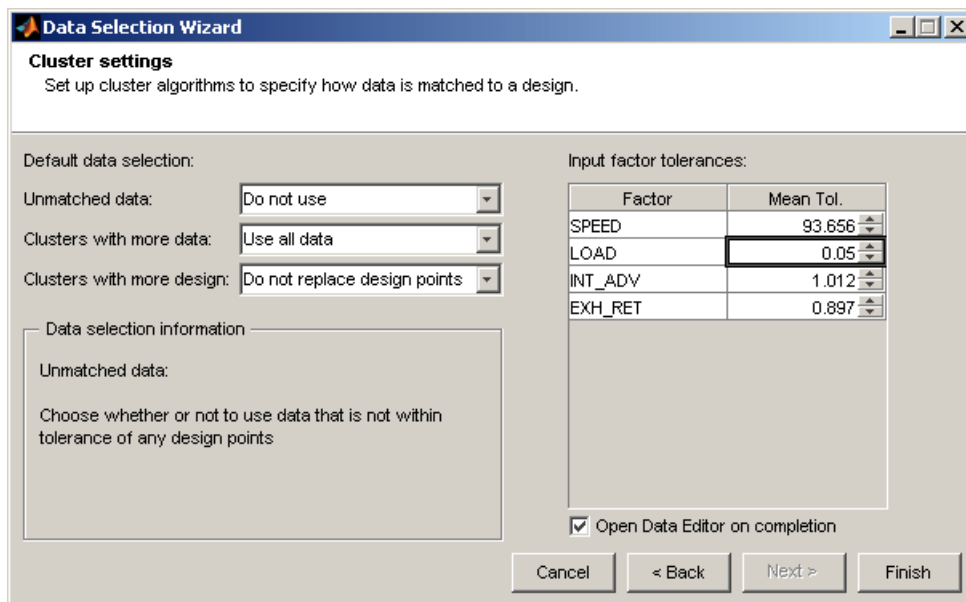 Data Selection Wizard
Cluster settings
Set up cluster algorithms to specify how data is matched to a design.
Default data selection:
Unmatched data: Do not use
Clusters with more data: Use all data
Clusters with more design: Do not replace design points
Data selection information
Unmatched data:
Choose whether or not to use data that is not within
tolerance of any design points
Input factor tolerances:
Factor Mean Tol.
SPEED 93.656
LOAD 0.05
INT_ADV 1.012
EXH_RET 0.897
Open Data Editor on completion
Cancel < Back Next > Finish